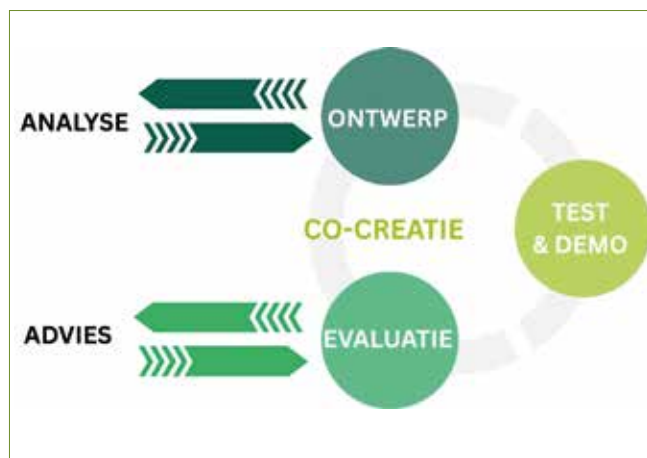 ANALYSE
ONTWERP
CO-CREATIE
TEST
& DEMO
ADVIES
EVALUATIE